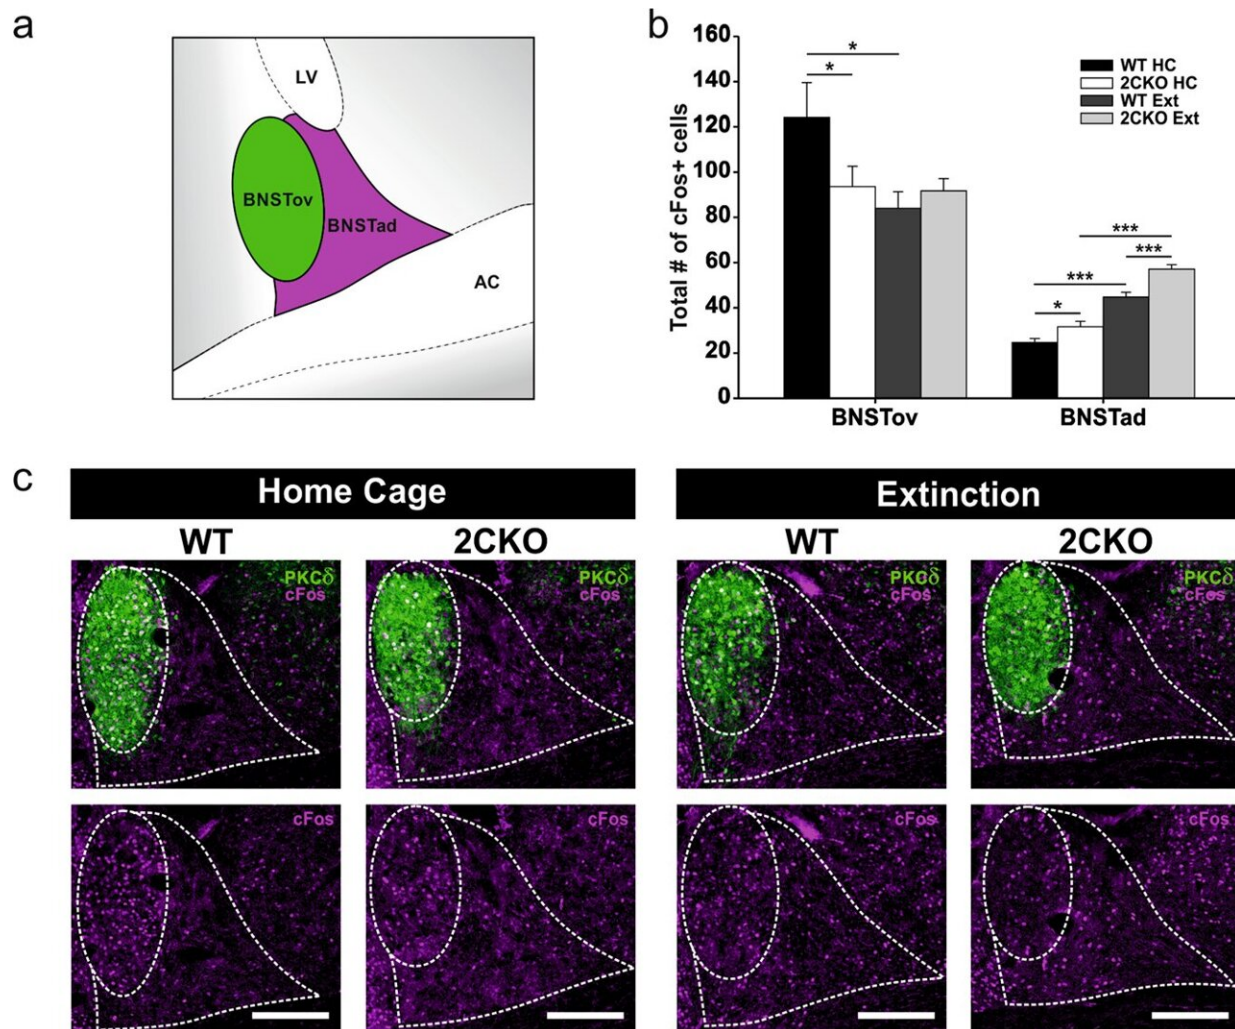 a
LV
BNSTov
BNSTad
AC
b
Total # of cFos+ cells
160
140
120
100
80
60
40
20
0
*
*
***
***
***
*
WT HC
2CKO HC
WT Ext
2CKO Ext
BNSTov
BNSTad
c
Home Cage
Extinction
WT
2CKO
WT
2CKO
PKCδ
cFos
PKCδ
cFos
PKCδ
cFos
PKCδ
cFos
cFos
cFos
cFos
cFos